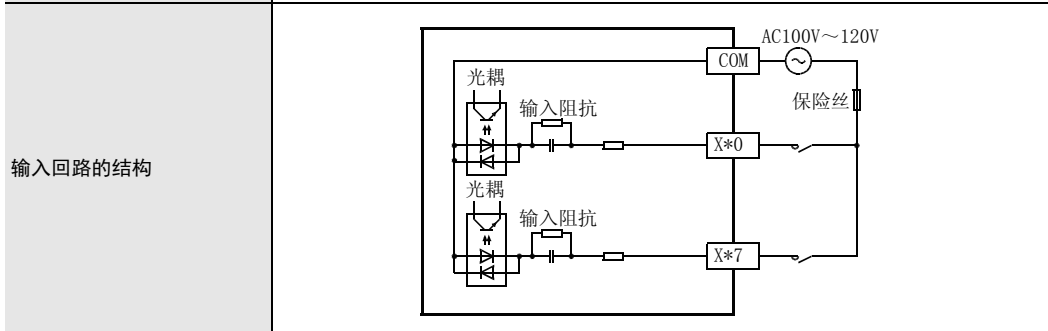 输入回路的结构
AC100V～120V
COM
光耦
保险丝
输入阻抗
X*0
光耦
输入阻抗
X*7